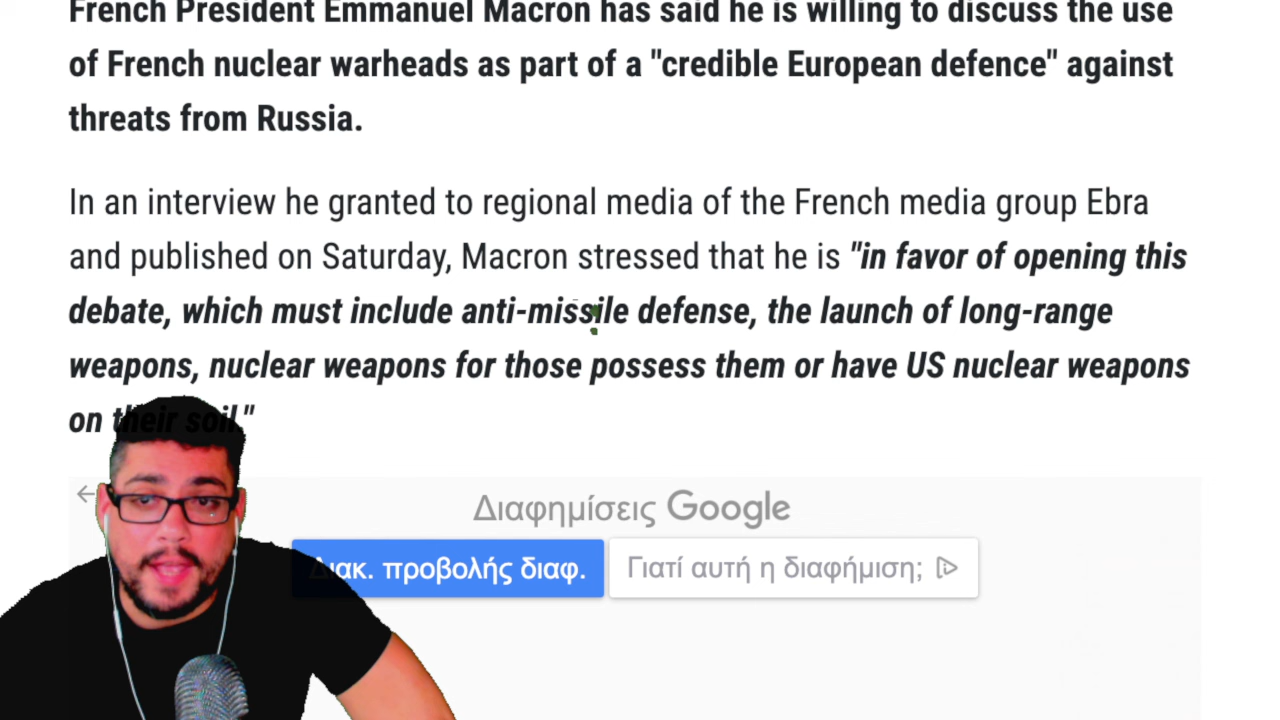 French President Emmanuel Macron has said he is willing to discuss the use
of French nuclear warheads as part of a "credible European defence" against
threats from Russia.
In an interview he granted to regional media of the French media group Ebra
and published on Saturday, Macron stressed that he is "in favor of opening this
debate, which must include anti-missile defense, the launch of long-range
weapons, nuclear weapons for those possess them or have US nuclear weapons
on their soil"
Διαφημίσεις Google
Διακ. προβολής διαφ.
Γιατί αυτή η διαφήμιση;